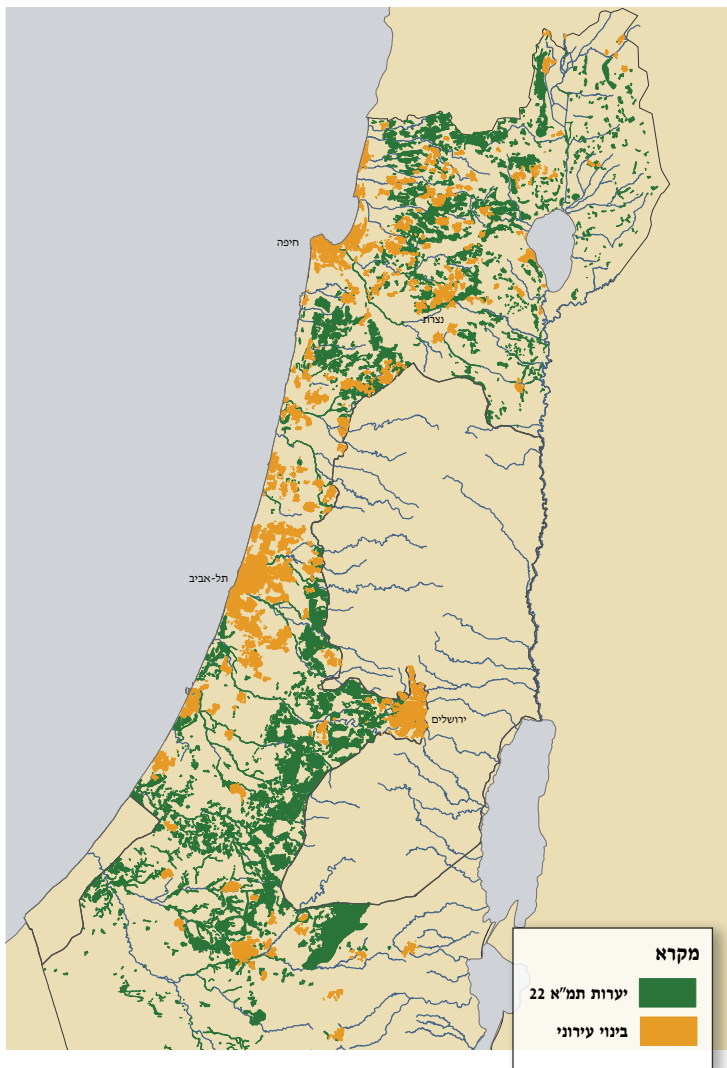 חיפה
נצרת
תל-אביב
ירושלים
מקרא
יערות תמ"א 22
בינוי עירוני